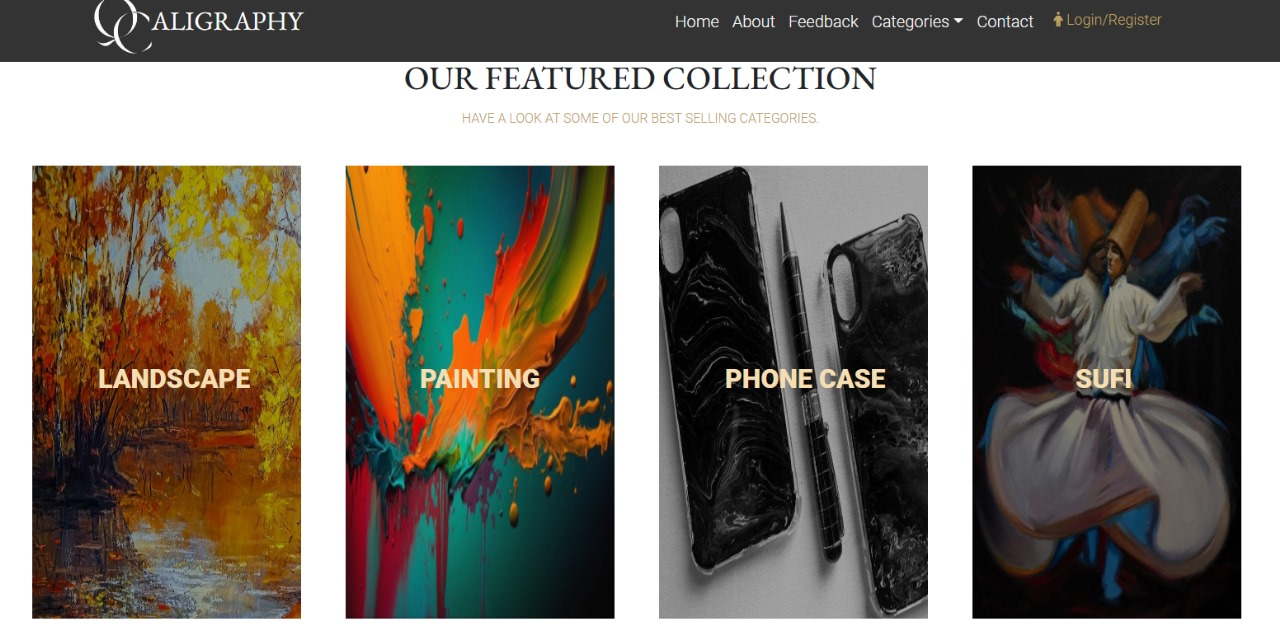 QCALIGRAPHY
Home About Feedback Categories Contact Login/Register
OUR FEATURED COLLECTION
HAVE A LOOK AT SOME OF OUR BEST SELLING CATEGORIES.
LANDSCAPE
PAINTING
PHONE CASE
SUFI